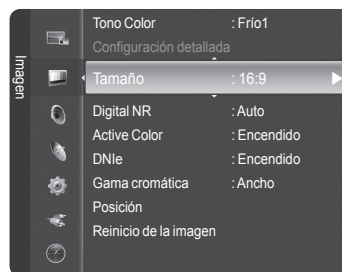 Imagen
Tono Color : Frío1
Configuración detallada
Tamaño : 16:9
Digital NR : Auto
Active Color : Encendido
DNIe : Encendido
Gama cromática : Ancho
Posición
Reinicio de la imagen